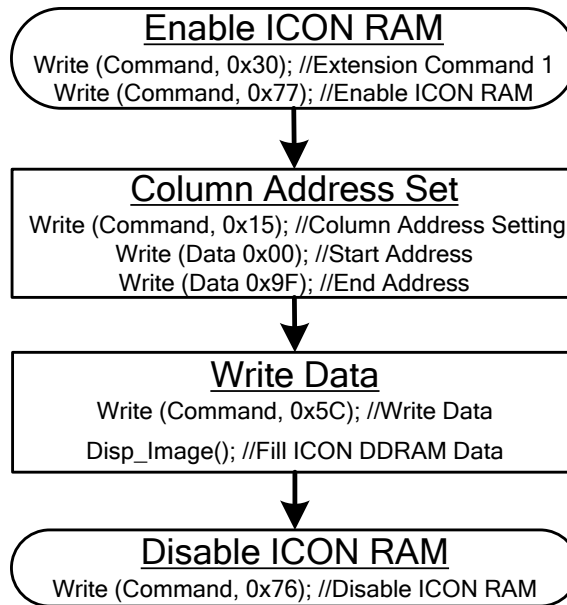 Enable ICON RAM
Write (Command, 0x30); //Extension Command 1
Write (Command, 0x77); //Enable ICON RAM
Column Address Set
Write (Command, 0x15); //Column Address Setting
Write (Data 0x00); //Start Address
Write (Data 0x9F); //End Address
Write Data
Write (Command, 0x5C); //Write Data
Disp_Image(); //Fill ICON DDRAM Data
Disable ICON RAM
Write (Command, 0x76); //Disable ICON RAM